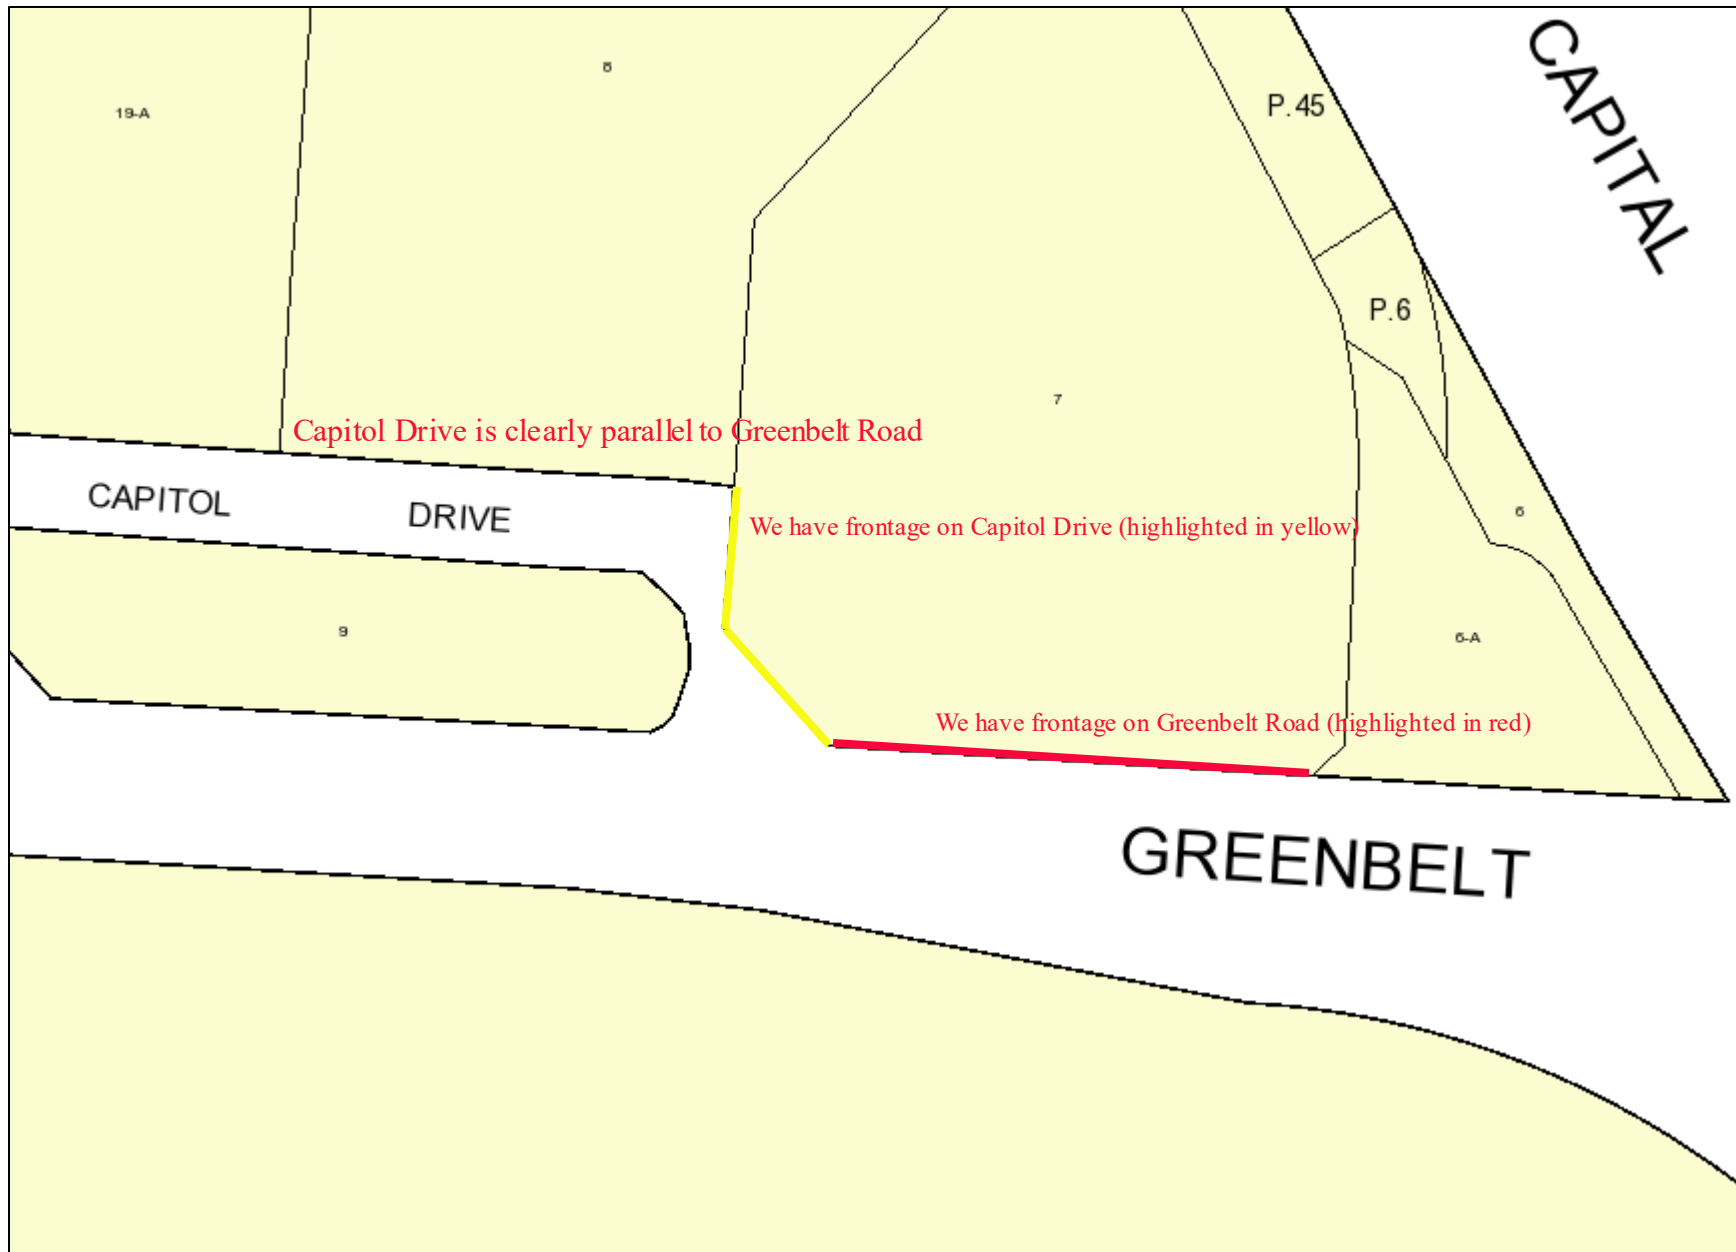 CAPITAL
8
P.45
19-A
P.6
7
Capitol Drive is clearly parallel to Greenbelt Road
CAPITOL DRIVE
6
We have frontage on Capitol Drive (highlighted in yellow)
9
6-A
We have frontage on Greenbelt Road (highlighted in red)
GREENBELT